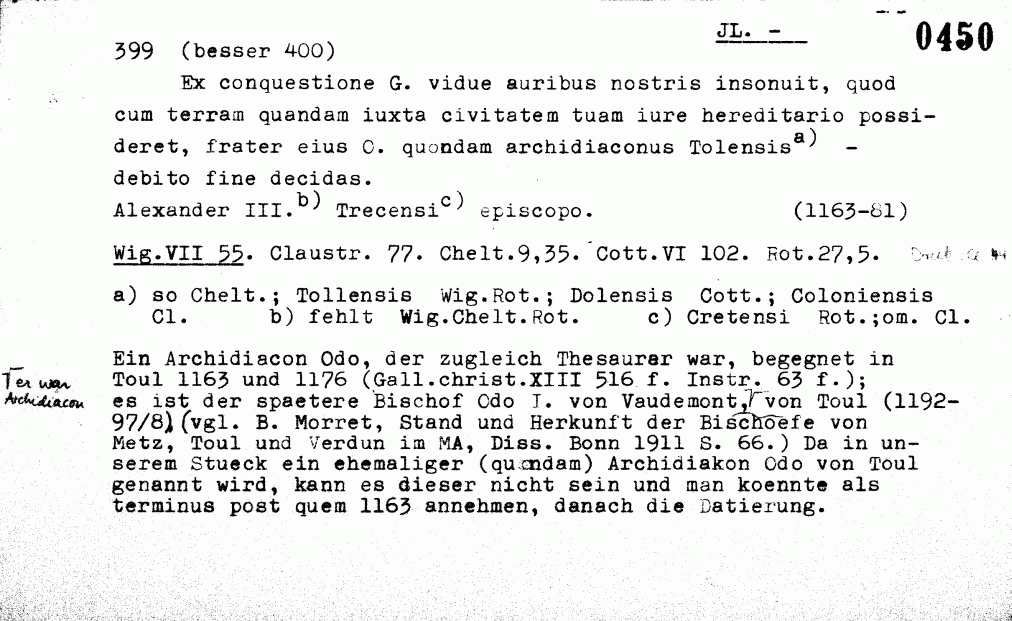 JL. -
0450
399 (besser 400)
Ex conquestione G. vidue auribus nostris insonuit, quod
cum terram quandam iuxta civitatem tuam iure hereditario possi-
deret, frater eius O. quondam archidiaconus Tolensis a) -
debito fine decidas.
Alexander III. b) Trecensi c) episcopo. (1163-81)
Wig.VII 55. Claustr. 77. Chelt.9,35. Cott.VI 102. Rot.27,5.
a) so Chelt.; Tollensis Wig.Rot.; Dolensis Cott.; Coloniensis
Cl. b) fehlt Wig.Chelt.Rot. c) Cretensi Rot.;om. Cl.
Ein Archidiacon Odo, der zugleich Thesaurar war, begegnet in
Toul 1163 und 1176 (Gall.christ.XIII 516 f. Instr. 63 f.);
es ist der spaetere Bischof Odo I. von Vaudemont, von Toul (1192-
97/8) (vgl. B. Morret, Stand und Herkunft der Bischoefe von
Metz, Toul und Verdun im MA, Diss. Bonn 1911 S. 66.) Da in un-
serem Stueck ein ehemaliger (quondam) Archidiakon Odo von Toul
genannt wird, kann es dieser nicht sein und man koennte als
terminus post quem 1163 annehmen, danach die Datierung.
Γer war
Archidiacon